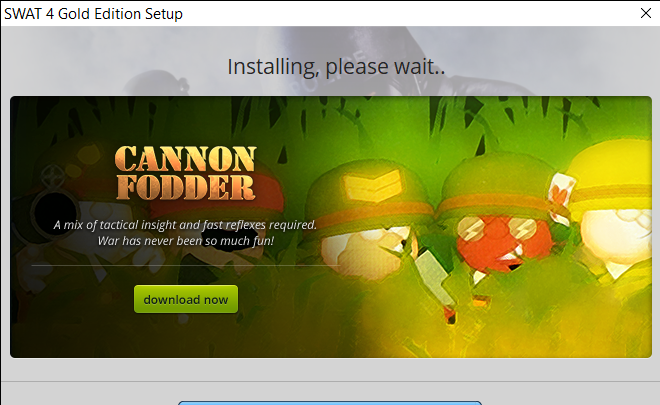 SWAT 4 Gold Edition Setup
Installing, please wait..
CANNON
FODDER
A mix of tactical insight and fast reflexes required.
War has never been so much fun!
download now